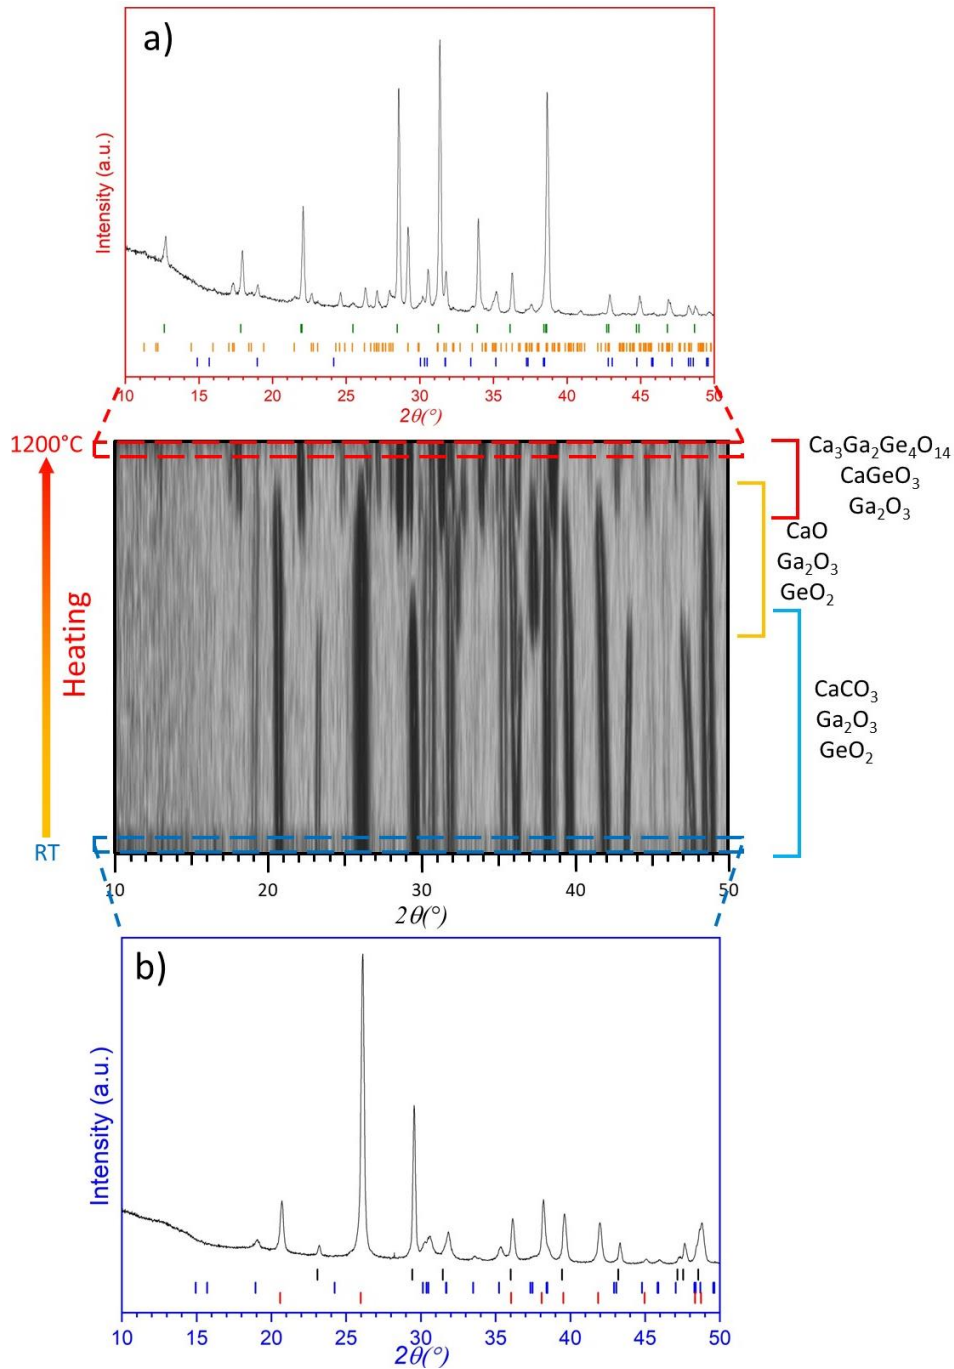 a)
Intensity (a.u.)
10 15 20 25 30 35 40 45 50
2θ(°)
1200°C
Heating
RT
Ca₃Ga₂Ge₄O₁₄
CaGeO₃
Ga₂O₃
CaO
Ga₂O₃
GeO₂
CaCO₃
Ga₂O₃
GeO₂
10 20 30 40 50
2θ(°)
b)
Intensity (a.u.)
10 15 20 25 30 35 40 45 50
2θ(°)